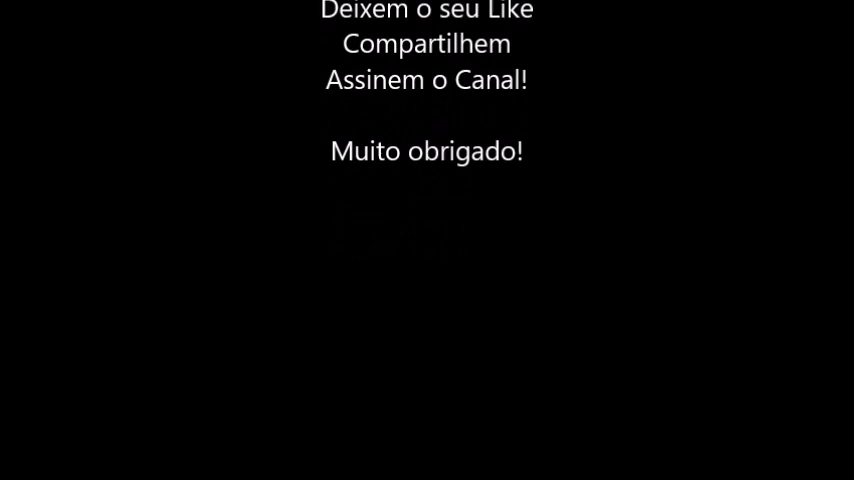 Deixem o seu Like
Compartilhem
Assinem o Canal!
Muito obrigado!